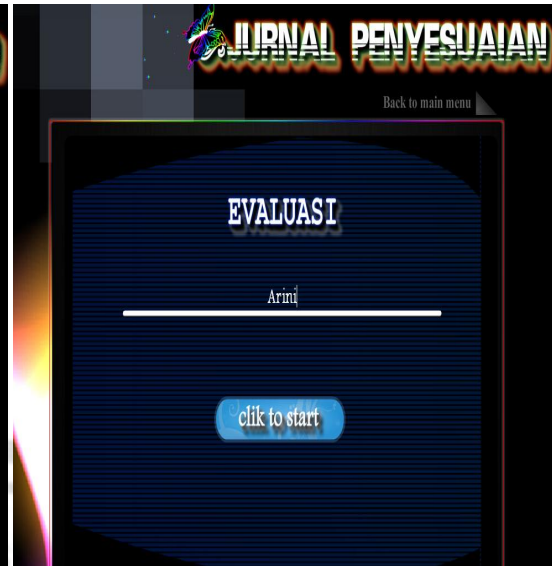 JURNAL PENYESUAIAN
Back to main menu
EVALUASI
Arini
clik to start